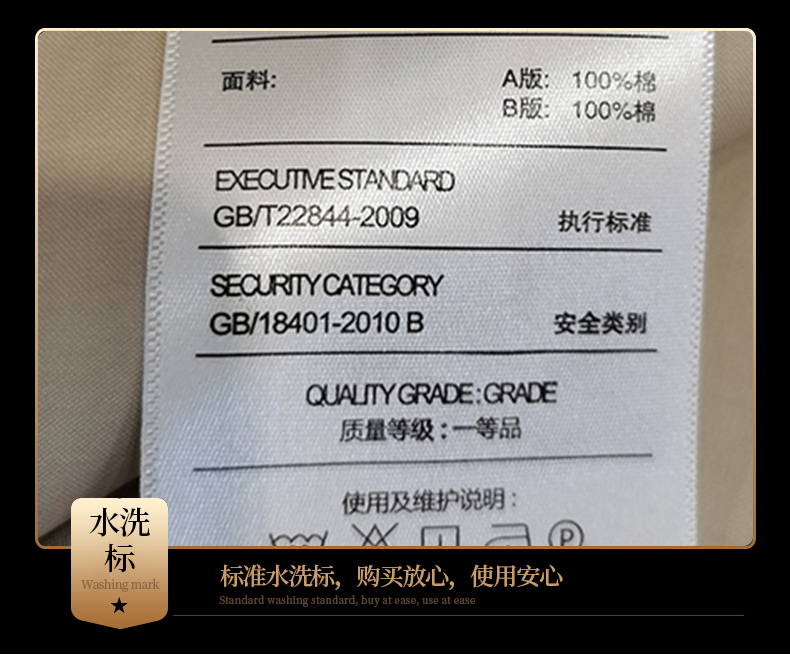 面料: A版: 100%棉
B版: 100%棉
EXECUTIVE STANDARD
GB/T22844-2009 执行标准
SECURITY CATEGORY
GB/18401-2010 B 安全类别
QUALITY GRADE: GRADE
质量等级: 一等品
使用及维护说明:
P
水洗
标
Washing mark
标准水洗标，购买放心，使用安心
Standard washing standard, buy at ease, use at ease